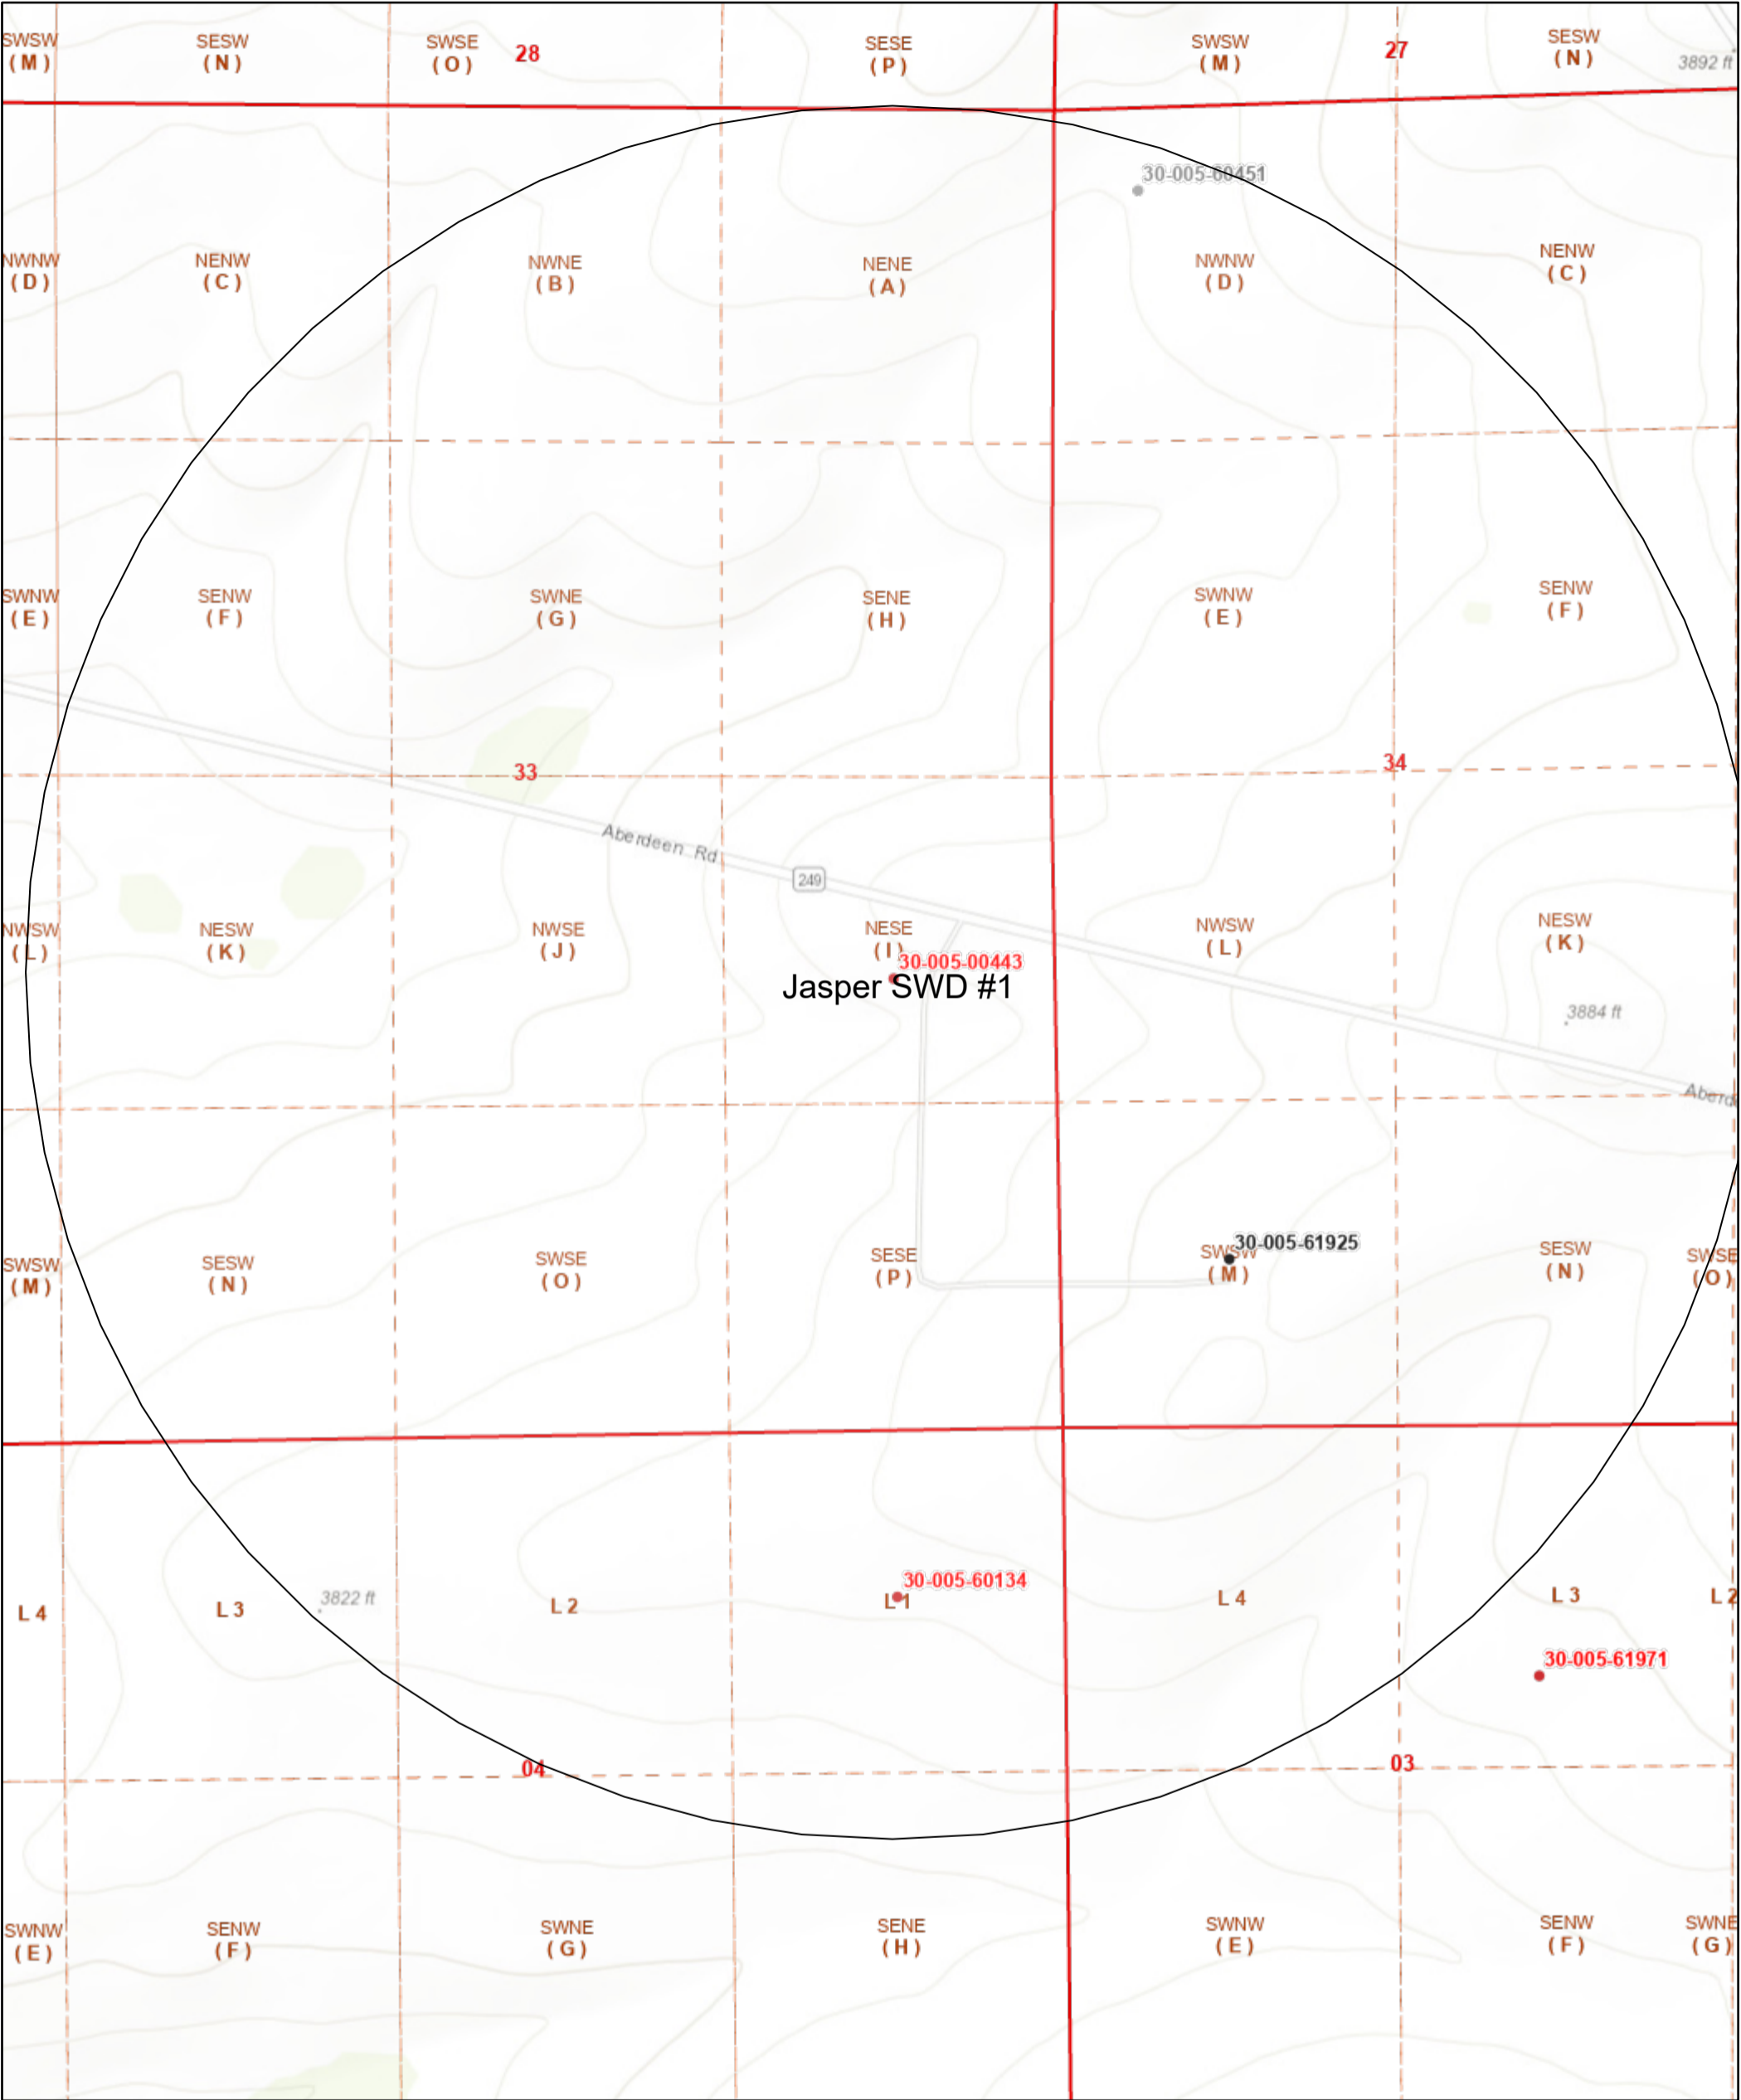 SWSW
(M)
SESW
(N)
SWSE
(O)
28
SESE
(P)
SWSW
(M)
27
SESW
(N)
3892 ft
30-005-60451
NWNW
(D)
NENW
(C)
NWNE
(B)
NENE
(A)
NWNW
(D)
NENW
(C)
SWNW
(E)
SENW
(F)
SWNE
(G)
SENE
(H)
SWNW
(E)
SENW
(F)
33
34
Aberdeen Rd
249
NWSW
(L)
NESW
(K)
NWSE
(J)
NESE
(I)
NWSW
(L)
NESW
(K)
30-005-00443
Jasper SWD #1
3884 ft
Aberd
SWSW
(M)
SESW
(N)
SWSE
(O)
SESE
(P)
30-005-61925
SWSW
(M)
SESW
(N)
SWSE
(O)
30-005-60134
L 4
L 3
3822 ft
L 2
L 1
L 4
L 3
L 2
30-005-61971
04
03
SWNW
(E)
SENW
(F)
SWNE
(G)
SENE
(H)
SWNW
(E)
SENW
(F)
SWNE
(G)